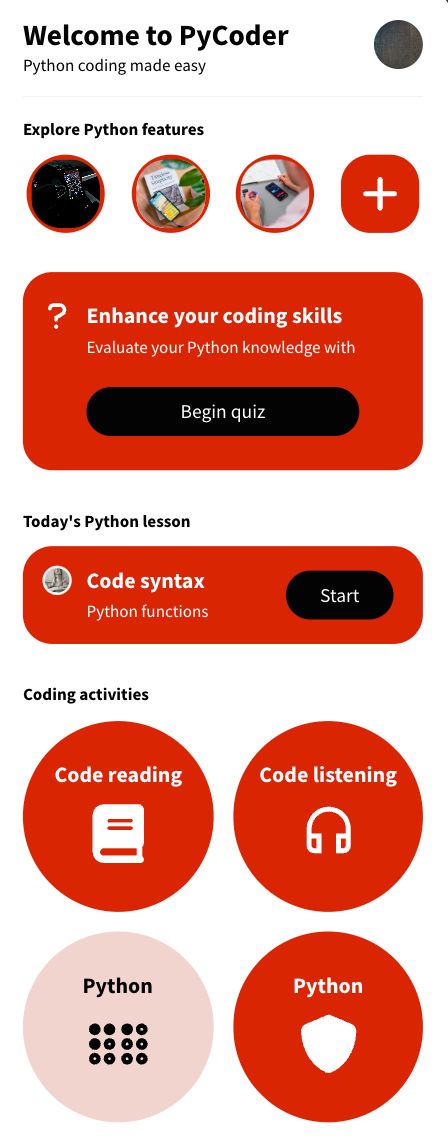 Welcome to PyCoder
Python coding made easy
Explore Python features
?
Enhance your coding skills
Evaluate your Python knowledge with
Begin quiz
Today's Python lesson
Code syntax
Python functions
Start
Coding activities
Code reading
Code listening
Python
Python